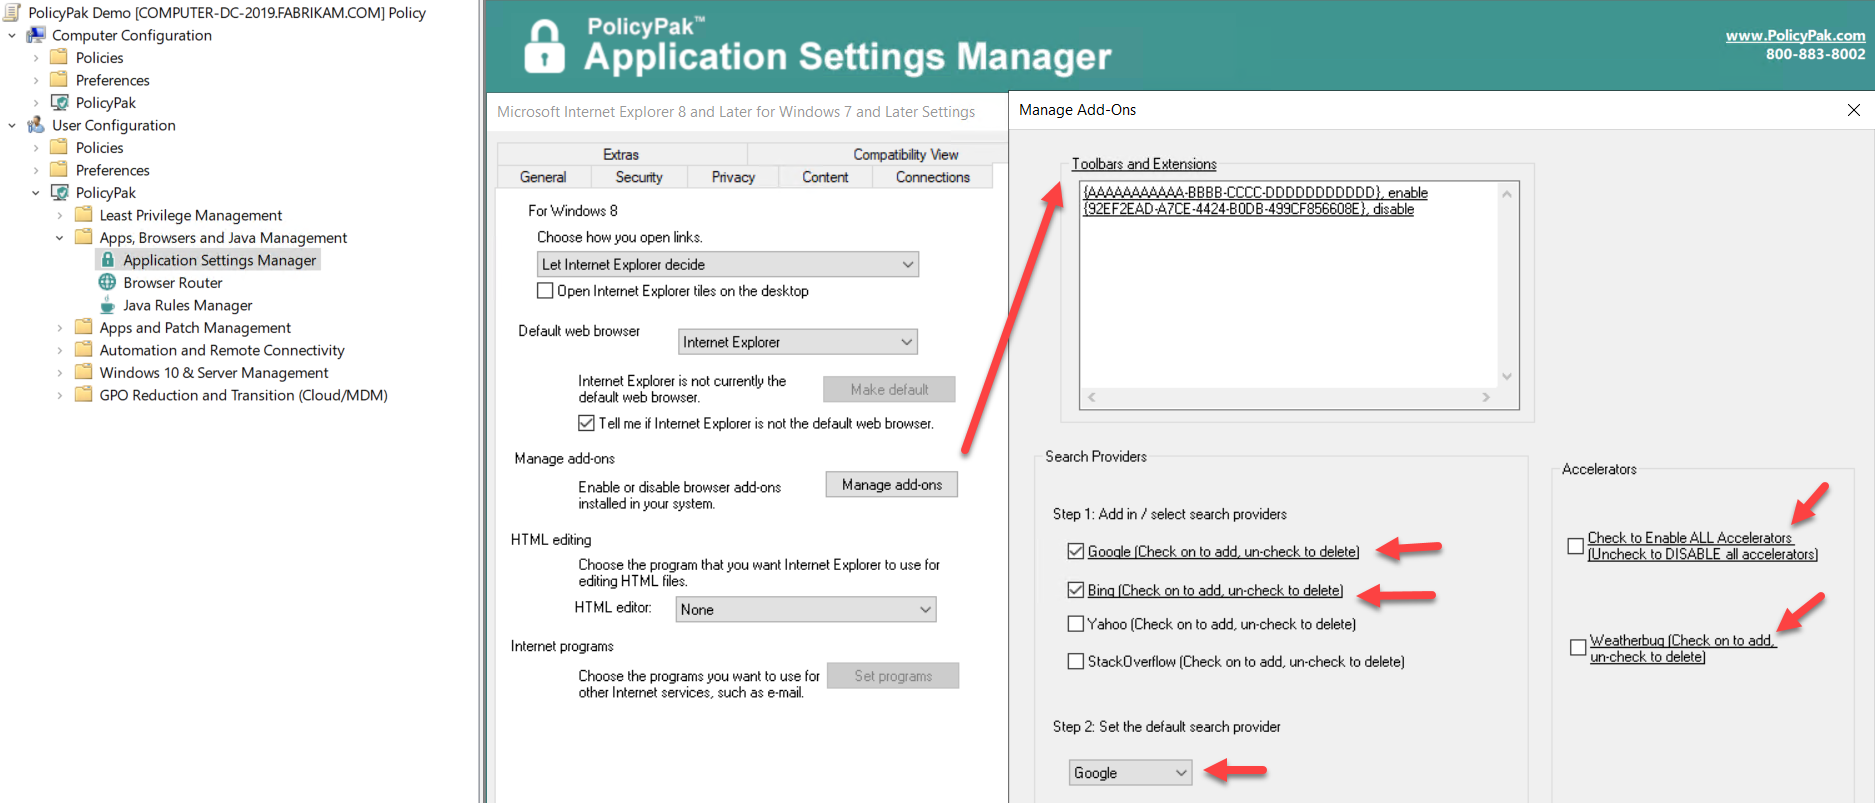 PolicyPak Demo [COMPUTER-DC-2019.FABRIKAM.COM] Policy
Computer Configuration
Policies
Preferences
PolicyPak
User Configuration
Policies
Preferences
PolicyPak
Least Privilege Management
Apps, Browsers and Java Management
Application Settings Manager
Browser Router
Java Rules Manager
Apps and Patch Management
Automation and Remote Connectivity
Windows 10 & Server Management
GPO Reduction and Transition (Cloud/MDM)
PolicyPak™
Application Settings Manager
www.PolicyPak.com
800-883-8002
Microsoft Internet Explorer 8 and Later for Windows 7 and Later Settings
Extras
Compatibility View
General
Security
Privacy
Content
Connections
For Windows 8
Choose how you open links.
Let Internet Explorer decide
Open Internet Explorer tiles on the desktop
Default web browser
Internet Explorer
Internet Explorer is not currently the
default web browser.
Make default
Tell me if Internet Explorer is not the default web browser.
Manage add-ons
Enable or disable browser add-ons
installed in your system.
Manage add-ons
HTML editing
Choose the program that you want Internet Explorer to use for
editing HTML files.
HTML editor:
None
Internet programs
Choose the programs you want to use for
other Internet services, such as e-mail.
Set programs
Manage Add-Ons
Toolbars and Extensions
{AAAAAAAAAAA-BBBB-CCCC-DDDDDDDDDDD}, enable
{92EF2EAD-A7CE-4424-B0DB-499CF856608E}, disable
Search Providers
Step 1: Add in / select search providers
Google (Check on to add, un-check to delete)
Bing (Check on to add, un-check to delete)
Yahoo (Check on to add, un-check to delete)
StackOverflow (Check on to add, un-check to delete)
Step 2: Set the default search provider
Google
Accelerators
Check to Enable ALL Accelerators
(Uncheck to DISABLE all accelerators)
Weatherbug (Check on to add,
un-check to delete)